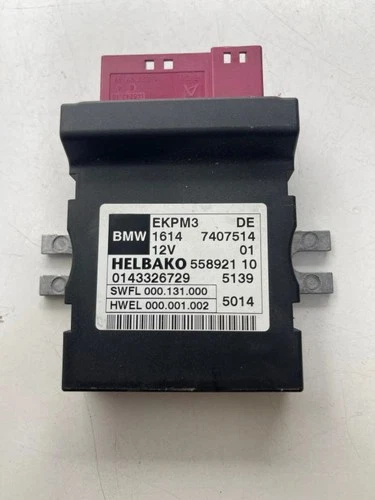 A
BMW
EKPM3 DE
1614 7407514
12V 01
HELBAKO 558921 10
0143326729 5139
SWFL 000.131.000
HWEL 000.001.002 5014